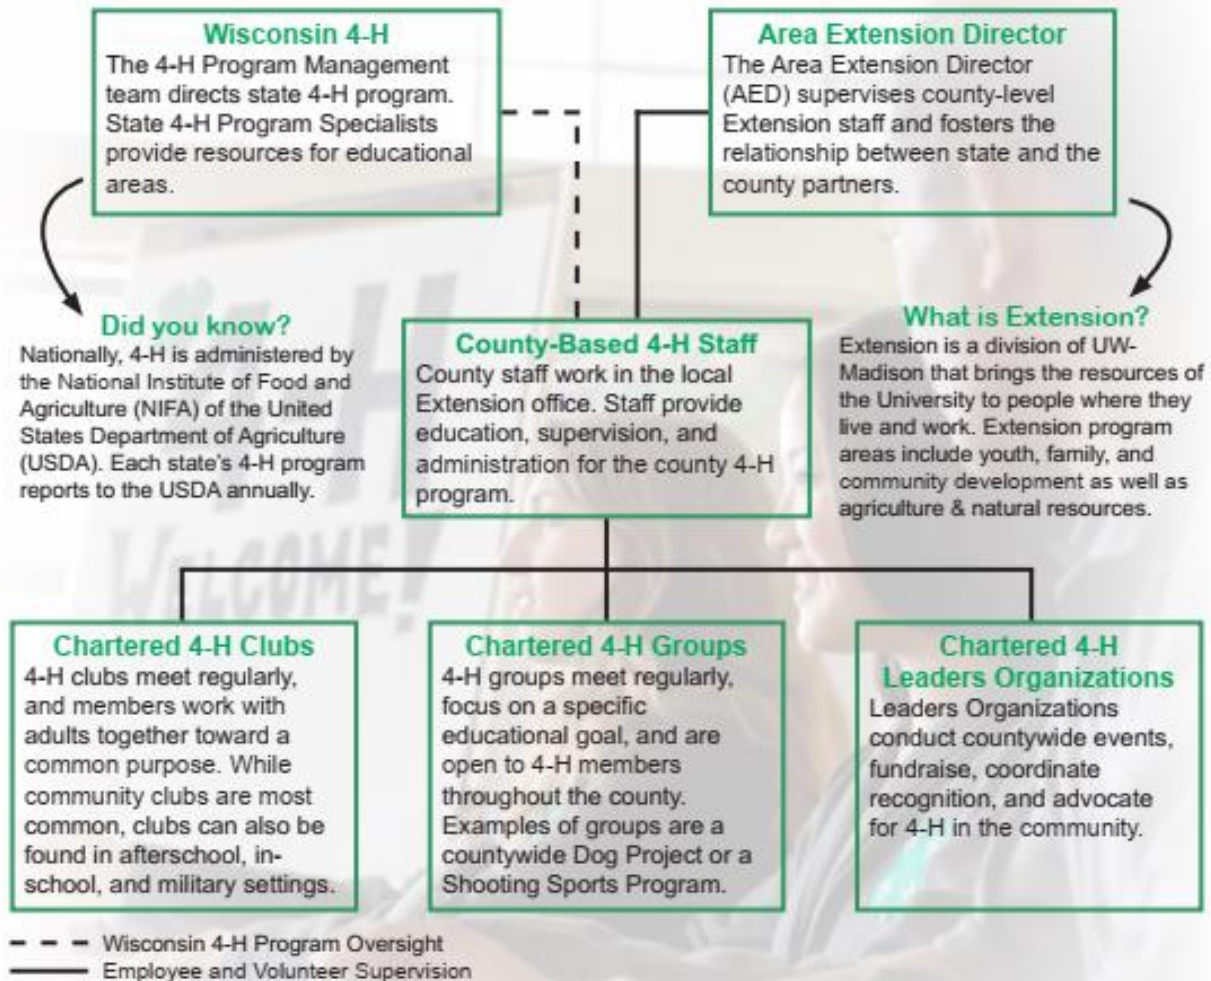 Wisconsin 4-H
The 4-H Program Management
team directs state 4-H program.
State 4-H Program Specialists
provide resources for educational
areas.
Area Extension Director
The Area Extension Director
(AED) supervises county-level
Extension staff and fosters the
relationship between state and the
county partners.
Did you know?
Nationally, 4-H is administered by
the National Institute of Food and
Agriculture (NIFA) of the United
States Department of Agriculture
(USDA). Each state's 4-H program
reports to the USDA annually.
County-Based 4-H Staff
County staff work in the local
Extension office. Staff provide
education, supervision, and
administration for the county 4-H
program.
What is Extension?
Extension is a division of UW-
Madison that brings the resources of
the University to people where they
live and work. Extension program
areas include youth, family, and
community development as well as
agriculture & natural resources.
4-H
WELCOME!
Chartered 4-H Clubs
4-H clubs meet regularly,
and members work with
adults together toward a
common purpose. While
community clubs are most
common, clubs can also be
found in afterschool, in-
school, and military settings.
Chartered 4-H Groups
4-H groups meet regularly,
focus on a specific
educational goal, and are
open to 4-H members
throughout the county.
Examples of groups are a
countywide Dog Project or a
Shooting Sports Program.
Chartered 4-H
Leaders Organizations
Leaders Organizations
conduct countywide events,
fundraise, coordinate
recognition, and advocate
for 4-H in the community.
Wisconsin 4-H Program Oversight
Employee and Volunteer Supervision